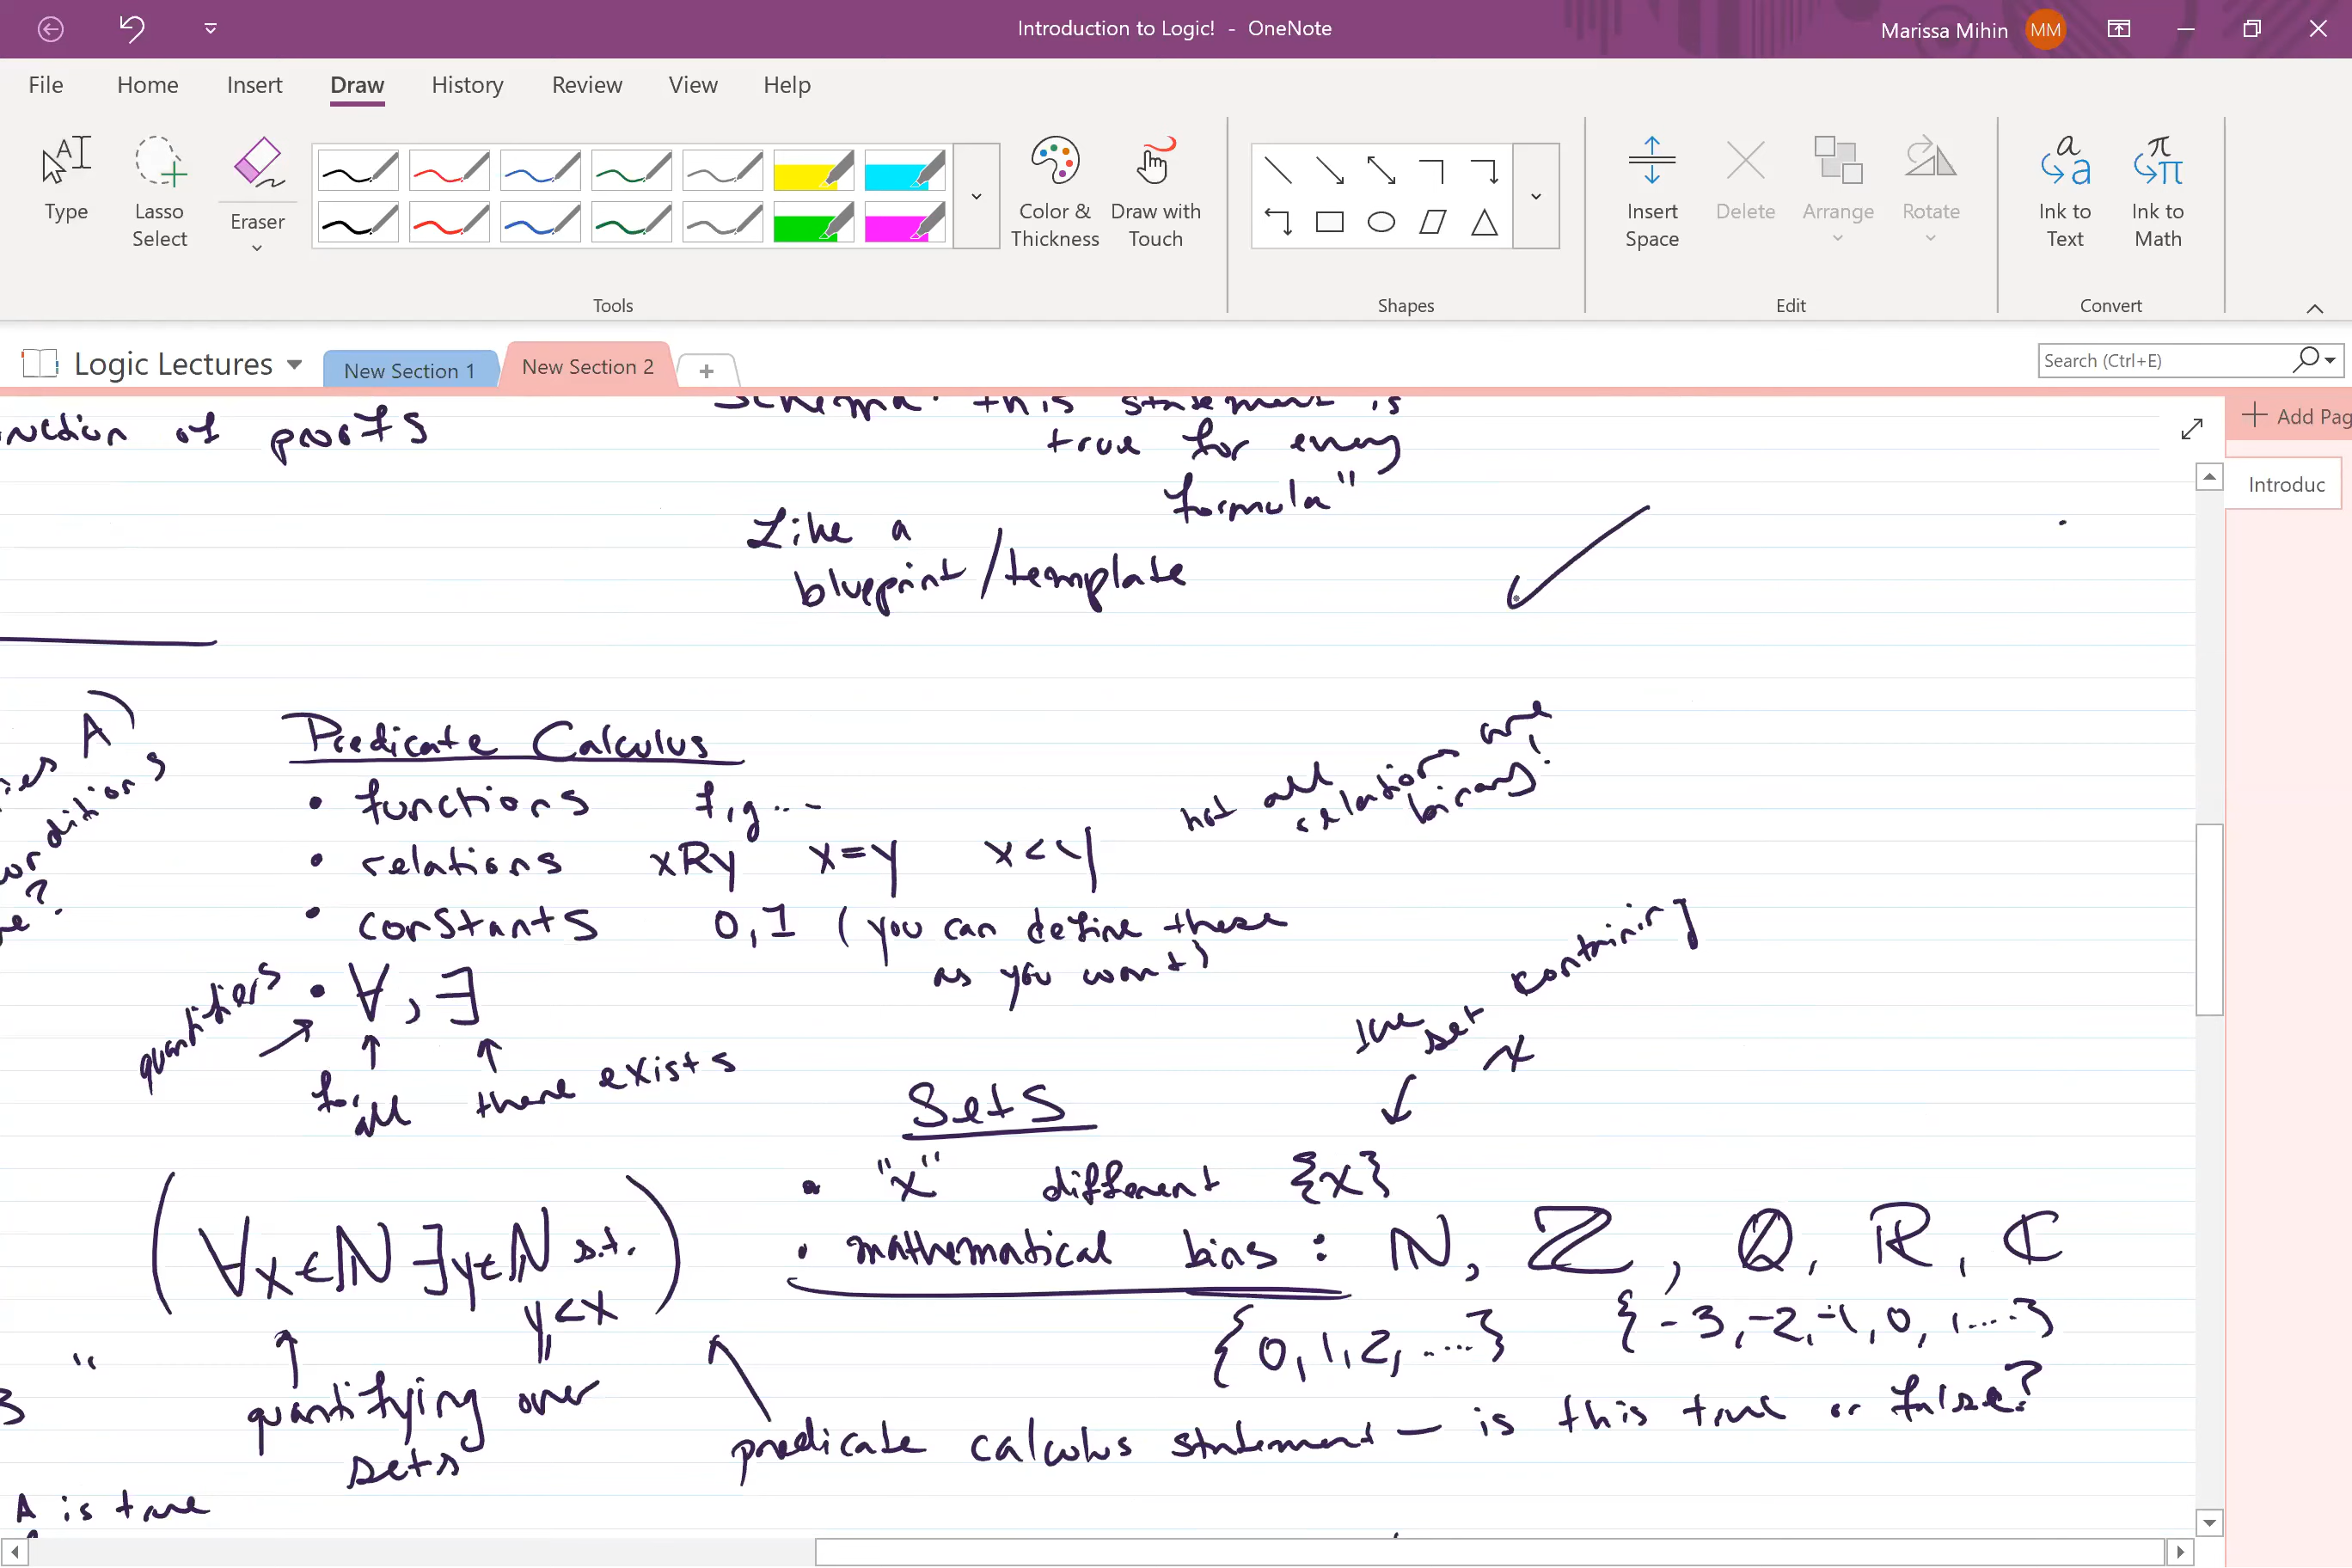 Introduction to Logic! - OneNote
Marissa Mihin MM
File Home Insert Draw History Review View Help
Type
Lasso Select
Eraser
Color & Thickness
Draw with Touch
Tools
Shapes
Insert Space
Delete
Arrange
Rotate
Edit
Ink to Text
Ink to Math
Convert
Logic Lectures
New Section 1
New Section 2
Search (Ctrl+E)
Add Pag
Introduc
of proofs
schema: this statement is
true for every
formula"
Like a
blueprint/template
A)
Predicate Calculus
• functions f, g ...
• relations xRy x=y x<y
not all
relations are
binary!
• constants 0, 1 (you can define these
as you want)
quantifiers
• ∀, ∃
for all
there exists
Sets
the set containing
x
• "x" different {x}
• mathematical bias: ℕ, ℤ, ℚ, ℝ, ℂ
{0, 1, 2, ....} {-3, -2, -1, 0, 1....}
(∀x∈ℕ ∃y∈ℕ s.t.
y<x)
quantifying over
sets
predicate calculus statement — is this true or false?
A is true